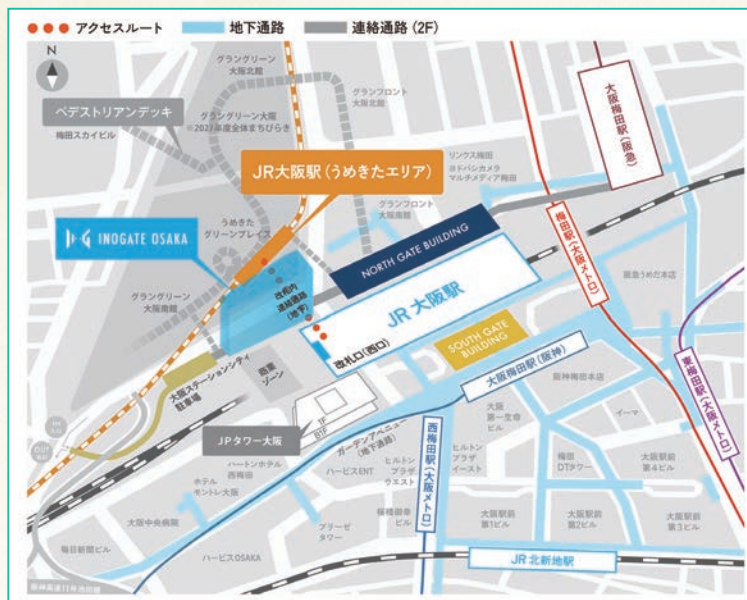 アクセスルート
地下通路
連絡通路(2F)
N
グラングリーン
大阪北館
グランフロント
大阪北館
ペデストリアンデッキ
梅田スカイビル
グラングリーン大阪
※2027年度全体まちびらき
大阪梅田駅(阪急)
JR大阪駅(うめきたエリア)
リンクス梅田
ヨドバシカメラ
マルチメディア梅田
グランフロント
大阪南館
INOGATE OSAKA
うめきた
グリーンプレイス
NORTH GATE BUILDING
梅田駅(大阪メトロ)
改札内
連絡通路
(地下)
グラングリーン
大阪南館
JR 大阪駅
阪急うめだ本店
改札口(西口)
SOUTH GATE
BUILDING
大阪ステーションシティ
駐車場
商業
ゾーン
大阪梅田駅(阪神)
阪神梅田本店
東梅田駅(大阪メトロ)
IN
OUT
JPタワー大阪
1F
B1F
ガーデンアベニュー
(地下通路)
西梅田駅(大阪メトロ)
大阪
第一生命
ビル
イーマ
ハートンホテル
西梅田
ハービスENT
ヒルトン
プラザ
ウエスト
ヒルトン
プラザ
イースト
梅田
DTタワー
大阪駅前
第4ビル
ホテル
モントレ大阪
大阪中央病院
ブリーゼ
タワー
桜橋御幸
ビル
大阪駅前
第1ビル
大阪駅前
第2ビル
大阪駅前
第3ビル
毎日新聞ビル
ハービスOSAKA
JR 北新地駅
阪神高速11号池田線